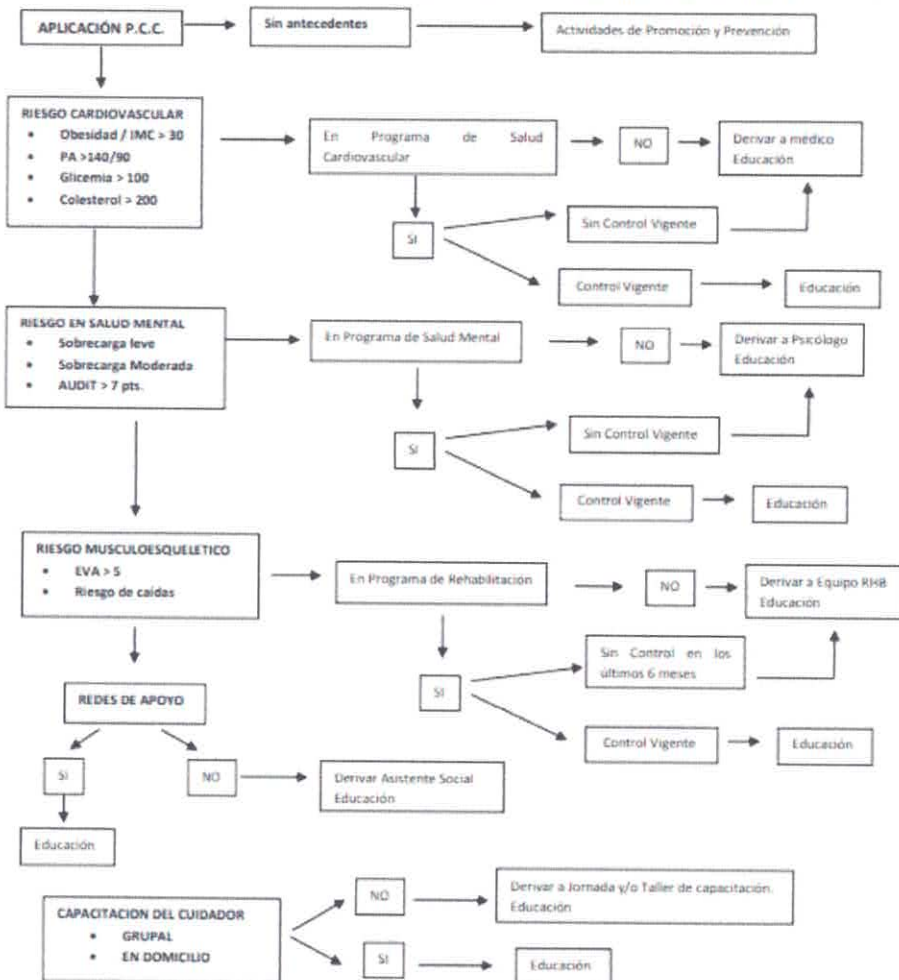 APLICACIÓN P.C.C.
Sin antecedentes
Actividades de Promoción y Prevención
RIESGO CARDIOVASCULAR
• Obesidad / IMC > 30
• PA >140/90
• Glicemia > 100
• Colesterol > 200
En Programa de Salud
Cardiovascular
NO
Derivar a médico
Educación
SI
Sin Control Vigente
Control Vigente
Educación
RIESGO EN SALUD MENTAL
• Sobrecarga leve
• Sobrecarga Moderada
• AUDIT > 7 pts.
En Programa de Salud Mental
NO
Derivar a Psicólogo
Educación
SI
Sin Control Vigente
Control Vigente
Educación
RIESGO MUSCULOESQUELETICO
• EVA > 5
• Riesgo de caídas
En Programa de Rehabilitación
NO
Derivar a Equipo RHB
Educación
SI
Sin Control en los
últimos 6 meses
Control Vigente
Educación
REDES DE APOYO
SI
NO
Derivar Asistente Social
Educación
Educación
CAPACITACION DEL CUIDADOR
• GRUPAL
• EN DOMICILIO
NO
Derivar a Jornada y/o Taller de capacitación.
Educación
SI
Educación